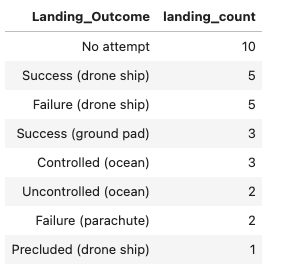 Landing_Outcome landing_count
No attempt 10
Success (drone ship) 5
Failure (drone ship) 5
Success (ground pad) 3
Controlled (ocean) 3
Uncontrolled (ocean) 2
Failure (parachute) 2
Precluded (drone ship) 1